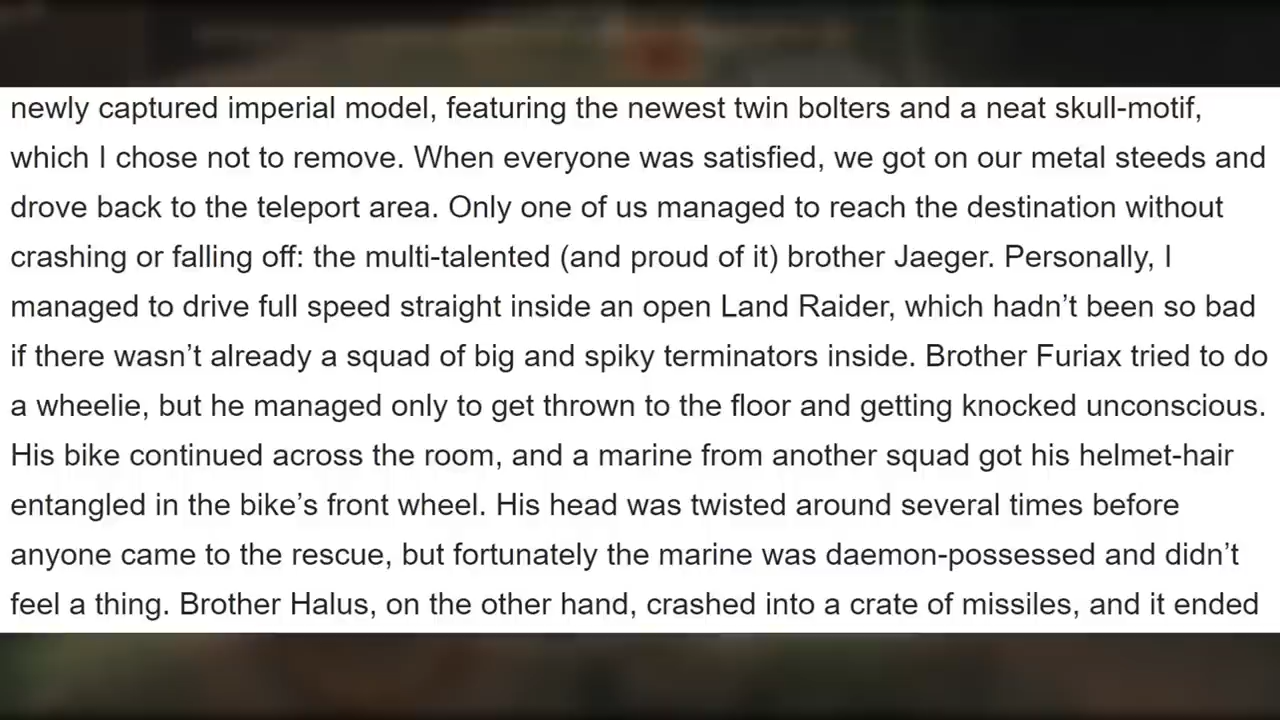 newly captured imperial model, featuring the newest twin bolters and a neat skull-motif,
which I chose not to remove. When everyone was satisfied, we got on our metal steeds and
drove back to the teleport area. Only one of us managed to reach the destination without
crashing or falling off: the multi-talented (and proud of it) brother Jaeger. Personally, I
managed to drive full speed straight inside an open Land Raider, which hadn’t been so bad
if there wasn’t already a squad of big and spiky terminators inside. Brother Furiax tried to do
a wheelie, but he managed only to get thrown to the floor and getting knocked unconscious.
His bike continued across the room, and a marine from another squad got his helmet-hair
entangled in the bike’s front wheel. His head was twisted around several times before
anyone came to the rescue, but fortunately the marine was daemon-possessed and didn’t
feel a thing. Brother Halus, on the other hand, crashed into a crate of missiles, and it ended